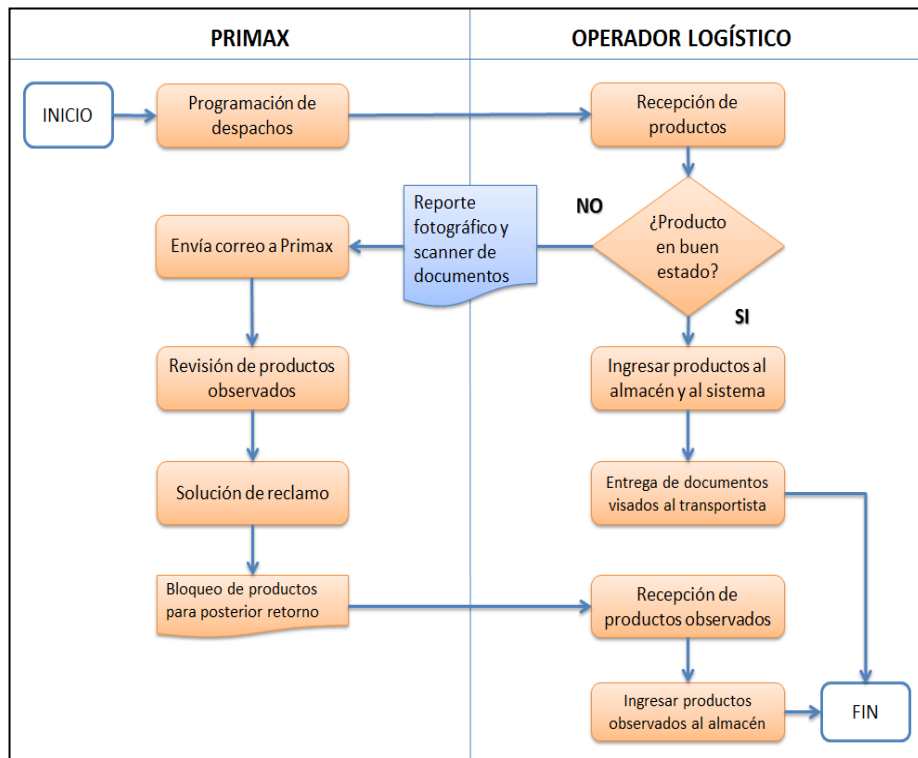 PRIMAX
OPERADOR LOGÍSTICO
INICIO
Programación de
despachos
Recepción de
productos
NO
¿Producto
en buen
estado?
Reporte
fotográfico y
scanner de
documentos
Envía correo a Primax
SI
Revisión de productos
observados
Ingresar productos al
almacén y al sistema
Solución de reclamo
Entrega de documentos
visados al transportista
Bloqueo de productos
para posterior retorno
Recepción de
productos observados
Ingresar productos
observados al almacén
FIN